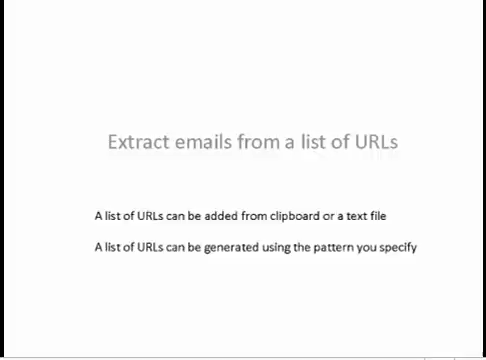 Extract emails from a list of URLs
A list of URLs can be added from clipboard or a text file
A list of URLs can be generated using the pattern you specify